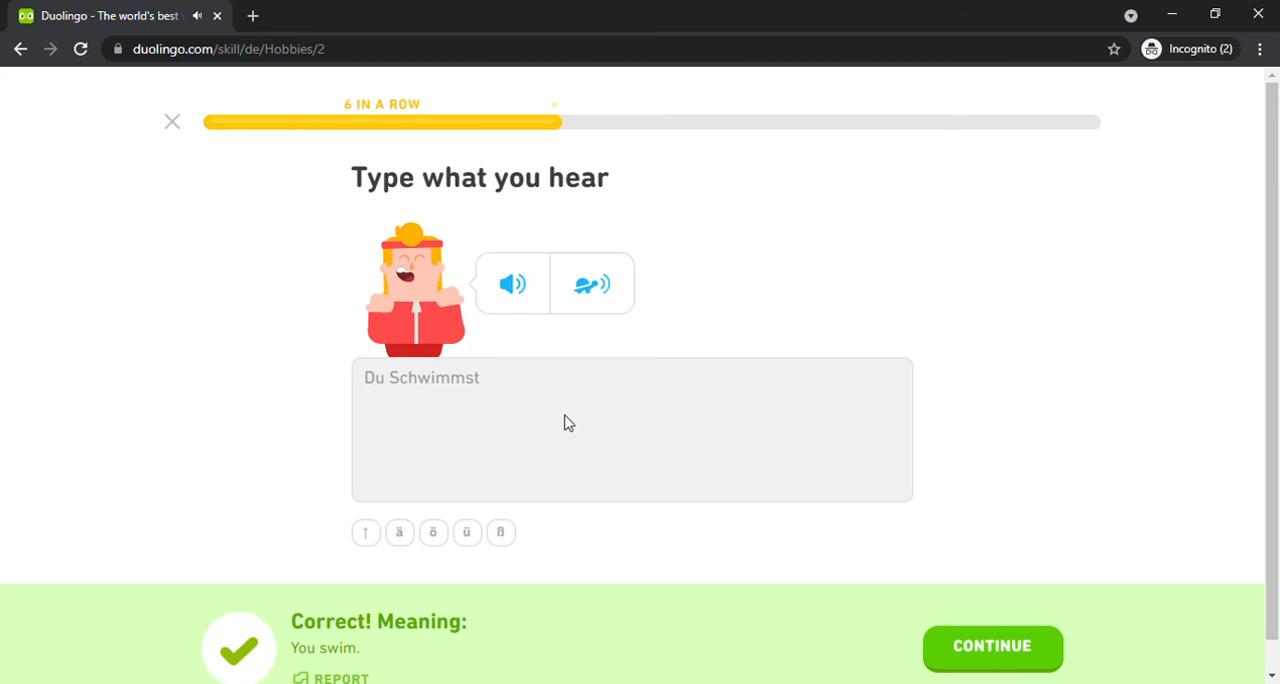 Duolingo - The world's best
duolingo.com/skill/de/Hobbies/2
Incognito (2)
6 IN A ROW
Type what you hear
Du Schwimmst
↑ ä ö ü ß
Correct! Meaning:
You swim.
REPORT
CONTINUE